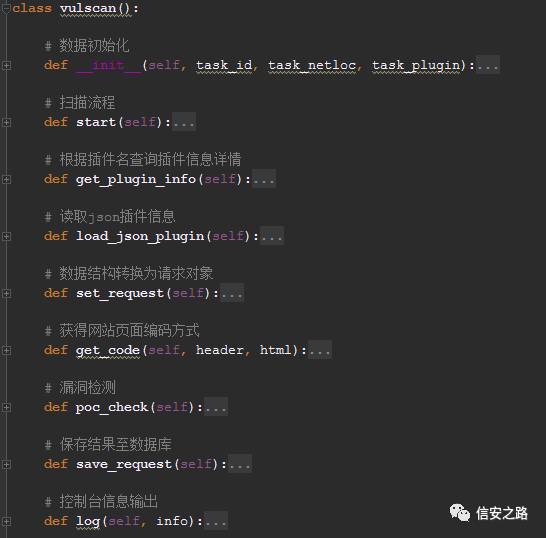 class vulscan():
# 数据初始化
def __init__(self, task_id, task_netloc, task_plugin):...
# 扫描流程
def start(self):...
# 根据插件名查询插件信息详情
def get_plugin_info(self):...
# 读取json插件信息
def load_json_plugin(self):...
# 数据结构转换为请求对象
def set_request(self):...
# 获得网站页面编码方式
def get_code(self, header, html):...
# 漏洞检测
def poc_check(self):...
# 保存结果至数据库
def save_request(self):...
# 控制台信息输出
def log(self, info):...
信安之路